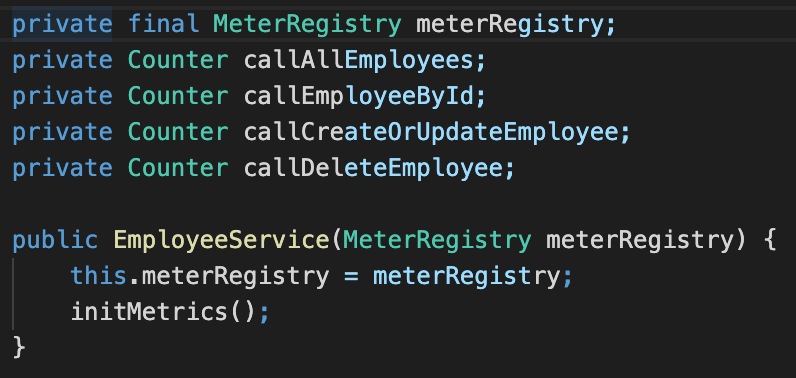 private final MeterRegistry meterRegistry;
private Counter callAllEmployees;
private Counter callEmployeeById;
private Counter callCreateOrUpdateEmployee;
private Counter callDeleteEmployee;
public EmployeeService(MeterRegistry meterRegistry) {
this.meterRegistry = meterRegistry;
initMetrics();
}